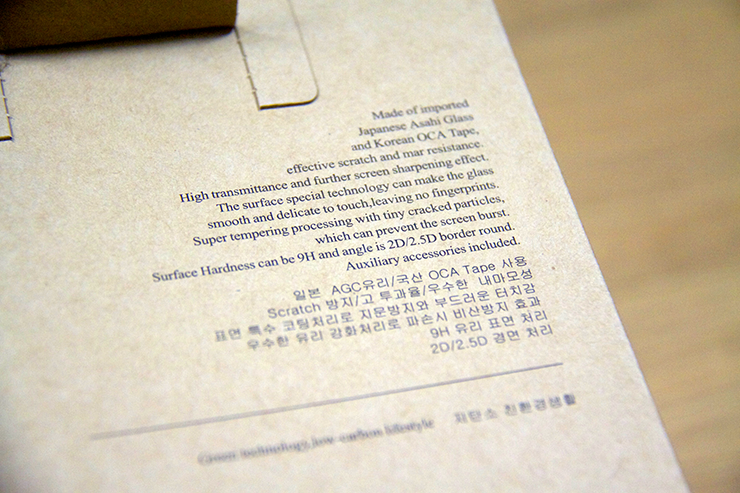 Made of imported
Japanese Asahi Glass
and Korean OCA Tape,
effective scratch and mar resistance.
High transmittance and further screen sharpening effect.
The surface special technology can make the glass
smooth and delicate to touch,leaving no fingerprints.
Super tempering processing with tiny cracked particles,
which can prevent the screen burst.
Surface Hardness can be 9H and angle is 2D/2.5D border round.
Auxiliary accessories included.
일본 AGC유리/국산 OCA Tape 사용
Scratch 방지/고 투과율/우수한 내마모성
표면 특수 코팅처리로 지문방지와 부드러운 터치감
우수한 유리 강화처리로 파손시 비산방지 효과
9H 유리 표면 처리
2D/2.5D 경면 처리
Green technology,low-carbon lifestyle 저탄소 친환경생활